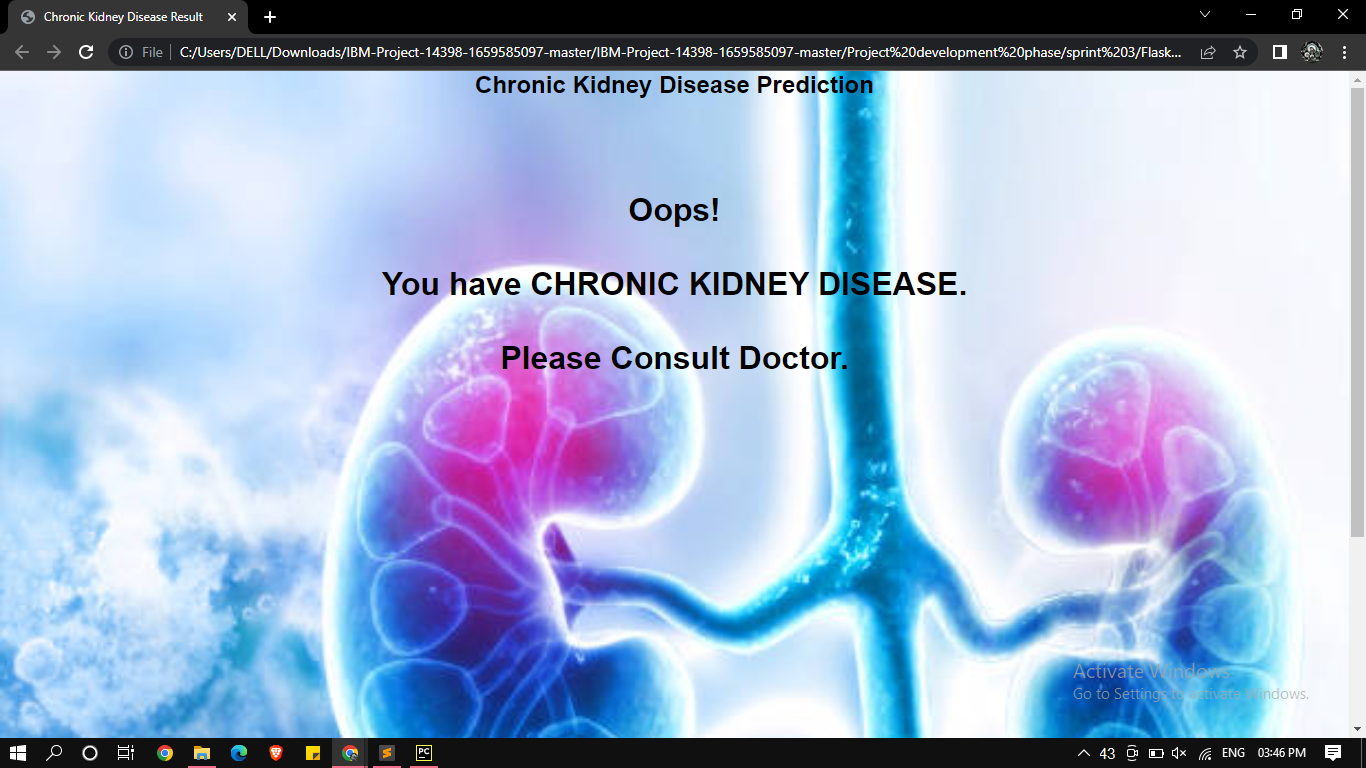 Chronic Kidney Disease Result
File
C:/Users/DELL/Downloads/IBM-Project-14398-1659585097-master/IBM-Project-14398-1659585097-master/Project%20development%20phase/sprint%203/Flask...
Chronic Kidney Disease Prediction
Oops!
You have CHRONIC KIDNEY DISEASE.
Please Consult Doctor.
Activate Windows
Go to Settings to activate Windows.
PC
43
ENG
03:46 PM